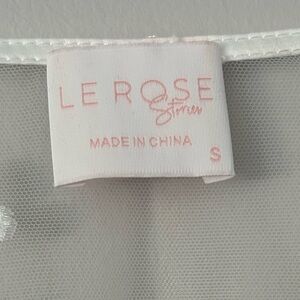 LE ROSE
Stories
MADE IN CHINA
S